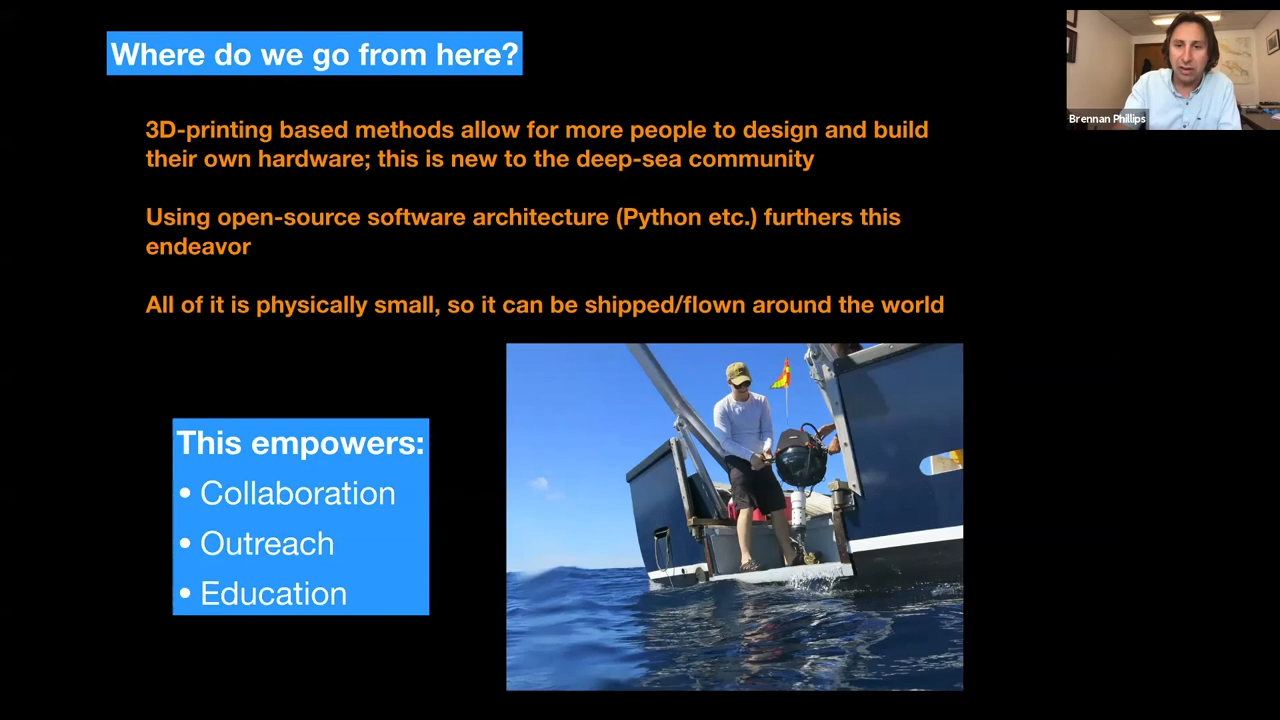 Where do we go from here?
3D-printing based methods allow for more people to design and build
their own hardware; this is new to the deep-sea community
Using open-source software architecture (Python etc.) furthers this
endeavor
All of it is physically small, so it can be shipped/flown around the world
This empowers:
• Collaboration
• Outreach
• Education
Brennan Phillips